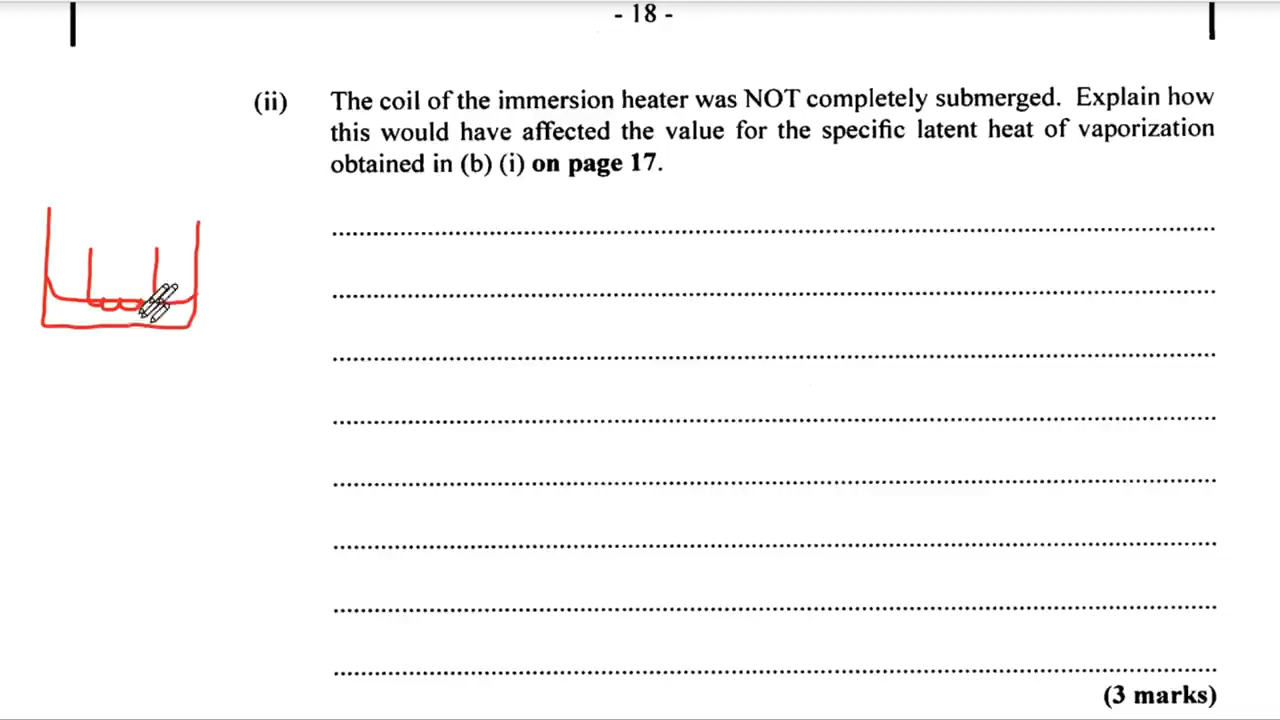 - 18 -
(ii) The coil of the immersion heater was NOT completely submerged. Explain how
this would have affected the value for the specific latent heat of vaporization
obtained in (b) (i) on page 17.
(3 marks)